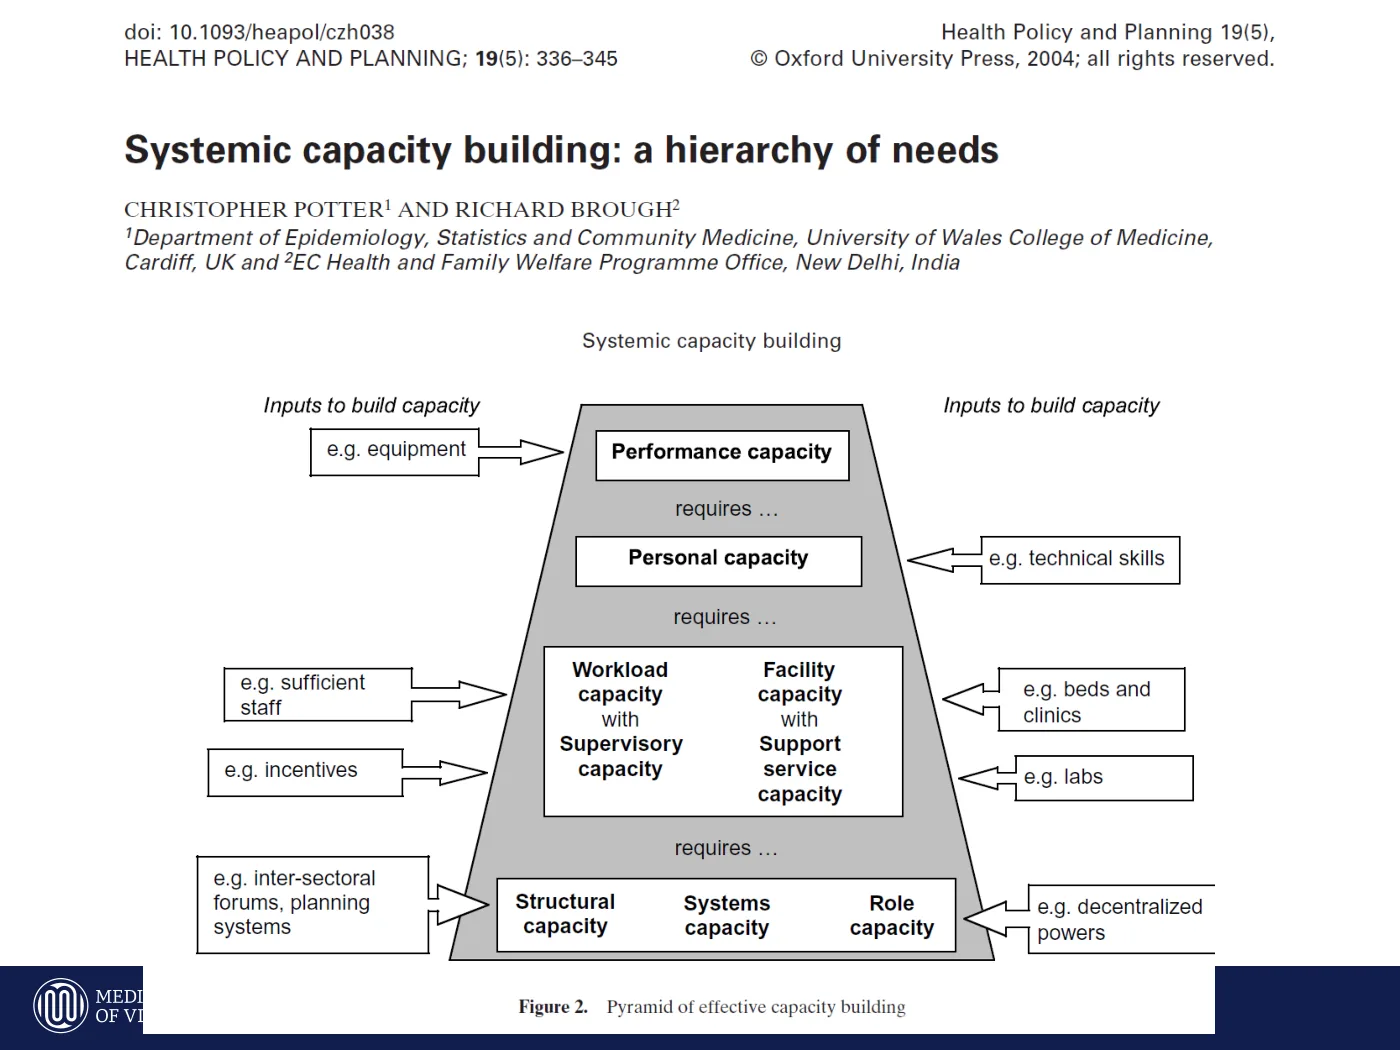 doi: 10.1093/heapol/czh038
HEALTH POLICY AND PLANNING; 19(5): 336–345
Health Policy and Planning 19(5),
© Oxford University Press, 2004; all rights reserved.
Systemic capacity building: a hierarchy of needs
CHRISTOPHER POTTER1 AND RICHARD BROUGH2
1Department of Epidemiology, Statistics and Community Medicine, University of Wales College of Medicine,
Cardiff, UK and 2EC Health and Family Welfare Programme Office, New Delhi, India
Systemic capacity building
Inputs to build capacity
Inputs to build capacity
e.g. equipment
Performance capacity
requires …
Personal capacity
e.g. technical skills
requires …
e.g. sufficient
staff
e.g. incentives
Workload
capacity
with
Supervisory
capacity
Facility
capacity
with
Support
service
capacity
e.g. beds and
clinics
e.g. labs
requires …
e.g. inter-sectoral
forums, planning
systems
Structural
capacity
Systems
capacity
Role
capacity
e.g. decentralized
powers
MEDI
OF VI
Figure 2. Pyramid of effective capacity building